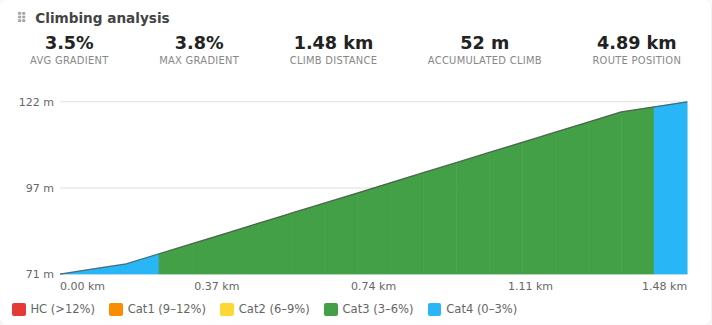 Climbing analysis
3.5% 3.8% 1.48 km 52 m 4.89 km
AVG GRADIENT MAX GRADIENT CLIMB DISTANCE ACCUMULATED CLIMB ROUTE POSITION
122 m
97 m
71 m
0.00 km 0.37 km 0.74 km 1.11 km 1.48 km
HC (>12%) Cat1 (9–12%) Cat2 (6–9%) Cat3 (3–6%) Cat4 (0–3%)